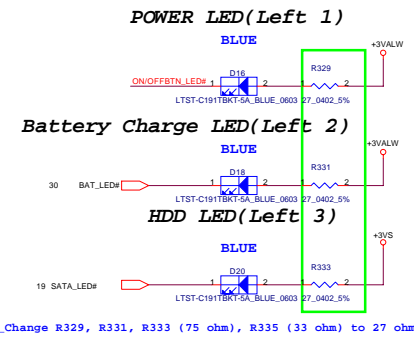 POWER LED(Left 1)
BLUE
+3VALW
D16
R329
ON/OFFBTN_LED#
1 2
1 2
LTST-C191TBKT-5A_BLUE_0603
27_0402_5%
Battery Charge LED(Left 2)
BLUE
+3VALW
D18
R331
30 BAT_LED#
1 2
1 2
LTST-C191TBKT-5A_BLUE_0603
27_0402_5%
HDD LED(Left 3)
BLUE
+3VS
D20
R333
19 SATA_LED#
1 2
1 2
LTST-C191TBKT-5A_BLUE_0603
27_0402_5%
_Change R329, R331, R333 (75 ohm), R335 (33 ohm) to 27 ohm